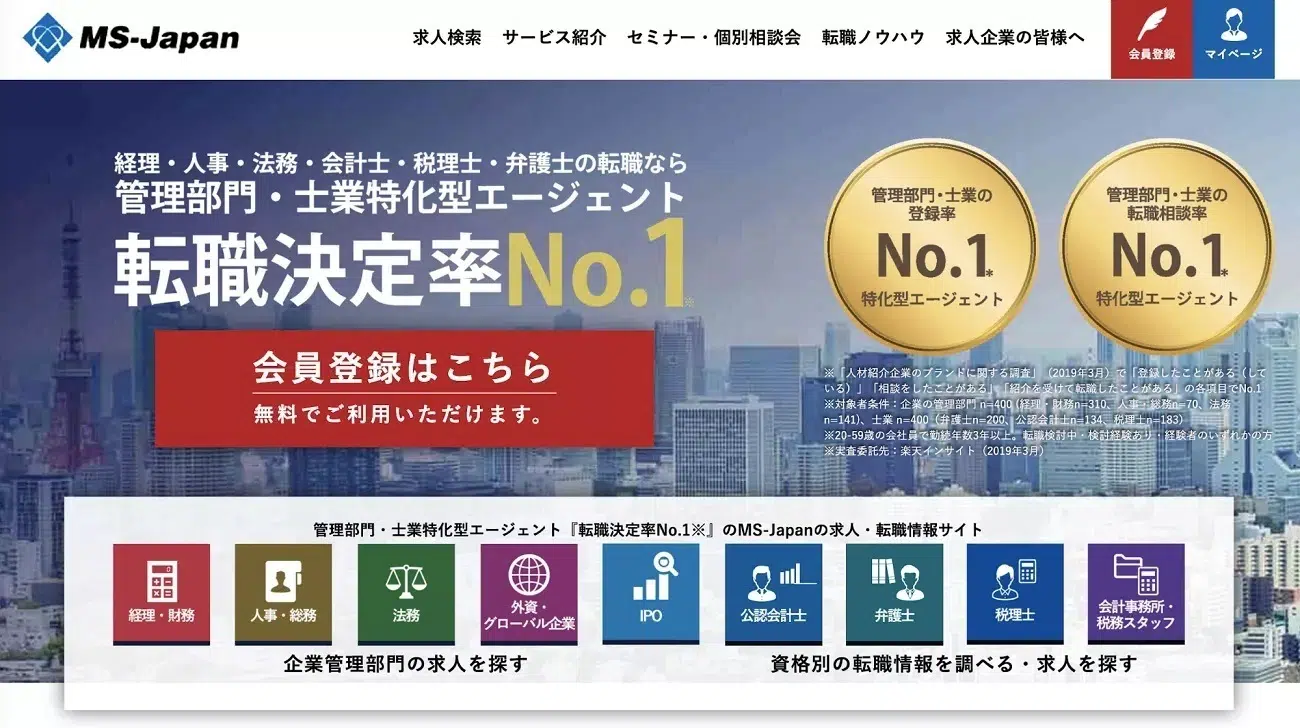 MS-Japan
求人検索 サービス紹介 セミナー・個別相談会 転職ノウハウ 求人企業の皆様へ
会員登録
マイページ
経理・人事・法務・会計士・税理士・弁護士の転職なら
管理部門・士業特化型エージェント
転職決定率No.1※
会員登録はこちら
無料でご利用いただけます。
管理部門・士業の
登録率
No.1*
特化型エージェント
管理部門・士業の
転職相談率
No.1*
特化型エージェント
※「人材紹介企業のブランドに関する調査」（2019年3月）で「登録したことがある（して
いる）」「相談をしたことがある」「紹介を受けて転職したことがある」の各項目でNo.1
※対象者条件：企業の管理部門 n=400 (経理・財務n=310、人事・総務n=70、法務
n=141)、士業 n=400（弁護士n=200、公認会計士n=134、税理士n=183）
※20-59歳の会社員で勤続年数3年以上。転職検討中・検討経験あり・経験者のいずれかの方
※実査委託先：楽天インサイト（2019年3月）
管理部門・士業特化型エージェント『転職決定率No.1※』のMS-Japanの求人・転職情報サイト
経理・財務
人事・総務
法務
外資・
グローバル企業
IPO
公認会計士
弁護士
税理士
会計事務所・
税務スタッフ
企業管理部門の求人を探す
資格別の転職情報を調べる・求人を探す